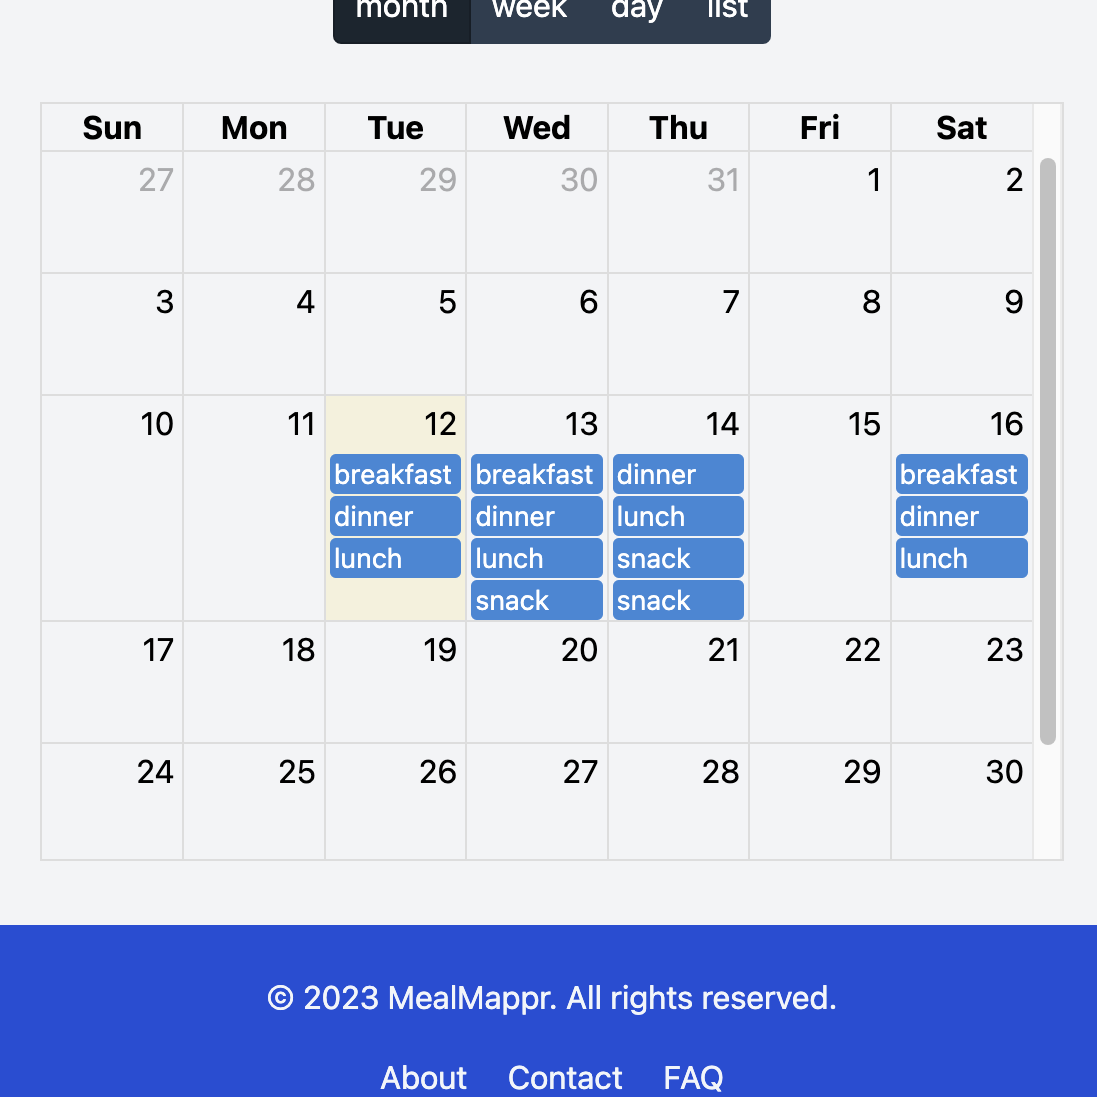 month week day list
Sun Mon Tue Wed Thu Fri Sat
27 28 29 30 31 1 2
3 4 5 6 7 8 9
10 11 12 13 14 15 16
breakfast breakfast dinner breakfast
dinner dinner lunch dinner
lunch lunch snack lunch
snack snack
17 18 19 20 21 22 23
24 25 26 27 28 29 30
© 2023 MealMappr. All rights reserved.
About Contact FAQ